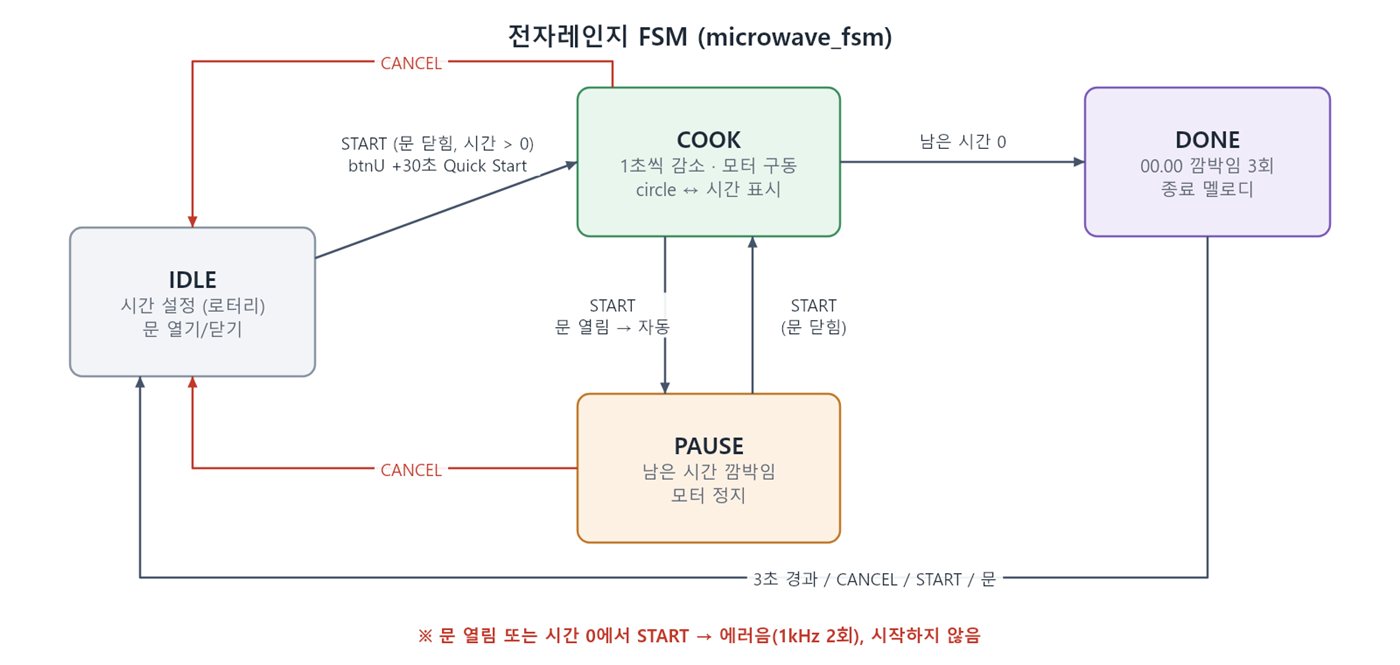 전자레인지 FSM (microwave_fsm)
CANCEL
START (문 닫힘, 시간 > 0)
btnU +30초 Quick Start
COOK
1초씩 감소 · 모터 구동
circle ↔ 시간 표시
남은 시간 0
DONE
00.00 깜박임 3회
종료 멜로디
IDLE
시간 설정 (로터리)
문 열기/닫기
START
문 열림 → 자동
START
(문 닫힘)
PAUSE
남은 시간 깜박임
모터 정지
CANCEL
3초 경과 / CANCEL / START / 문
※ 문 열림 또는 시간 0에서 START → 에러음(1kHz 2회), 시작하지 않음